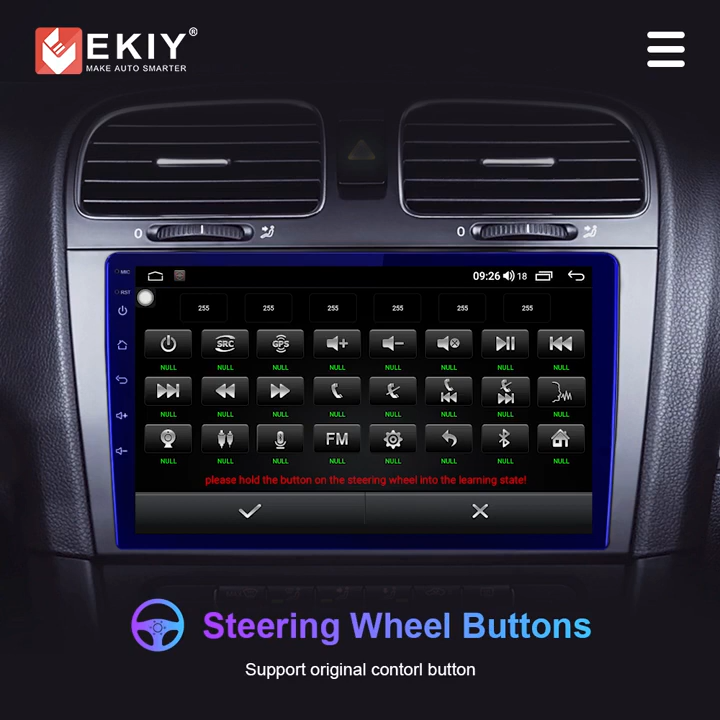 EKIY®
MAKE AUTO SMARTER
0 0
MIC
RST
09:26 18
255 255 255 255 255 255
SRC GPS
NULL NULL NULL NULL NULL NULL NULL NULL
NULL NULL NULL NULL NULL NULL NULL NULL
FM
NULL NULL NULL NULL NULL NULL NULL NULL
please hold the button on the steering wheel into the learning state!
Steering Wheel Buttons
Support original contorl button